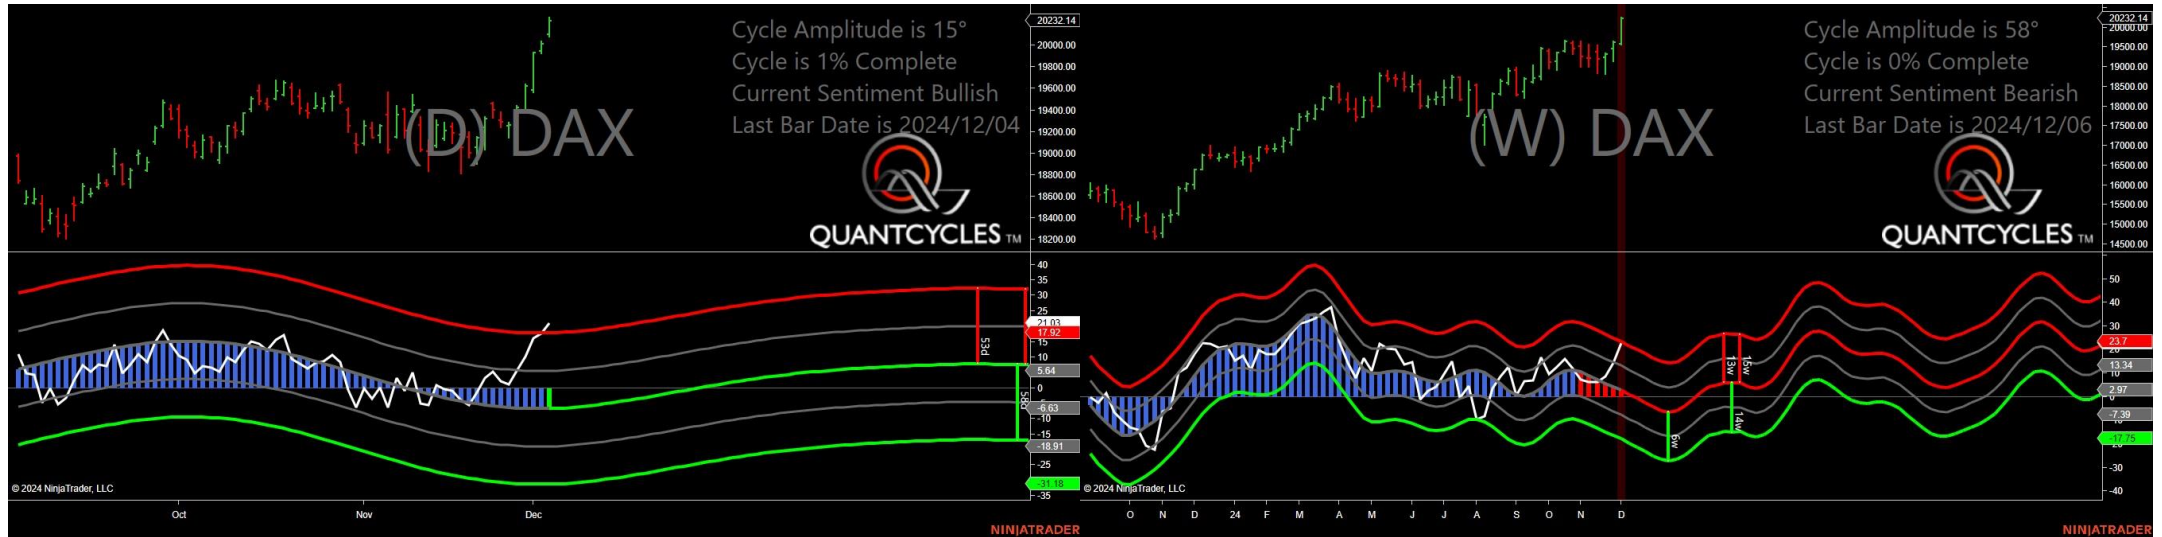 Cycle Amplitude is 15°
Cycle is 1% Complete
Current Sentiment Bullish
Last Bar Date is 2024/12/04
(D) DAX
QUANTCYCLES TM
20232.14
20000.00
19800.00
19600.00
19400.00
19200.00
19000.00
18800.00
18600.00
18400.00
18200.00
40
35
30
25
21.03
17.92
15
10
5.64
0
-6.63
-10
-15
-18.91
-25
-31.18
-35
53d
58d
© 2024 NinjaTrader, LLC
Oct
Nov
Dec
NINJATRADER
Cycle Amplitude is 58°
Cycle is 0% Complete
Current Sentiment Bearish
Last Bar Date is 2024/12/06
(W) DAX
QUANTCYCLES TM
20232.14
20000.00
19500.00
19000.00
18500.00
18000.00
17500.00
17000.00
16500.00
16000.00
15500.00
15000.00
14500.00
50
40
30
23.7
13.34
10
2.97
0
-7.39
-17.75
-30
-40
13w
15w
14w
6w
© 2024 NinjaTrader, LLC
O N D 24 F M A M J J A S O N D
NINJATRADER